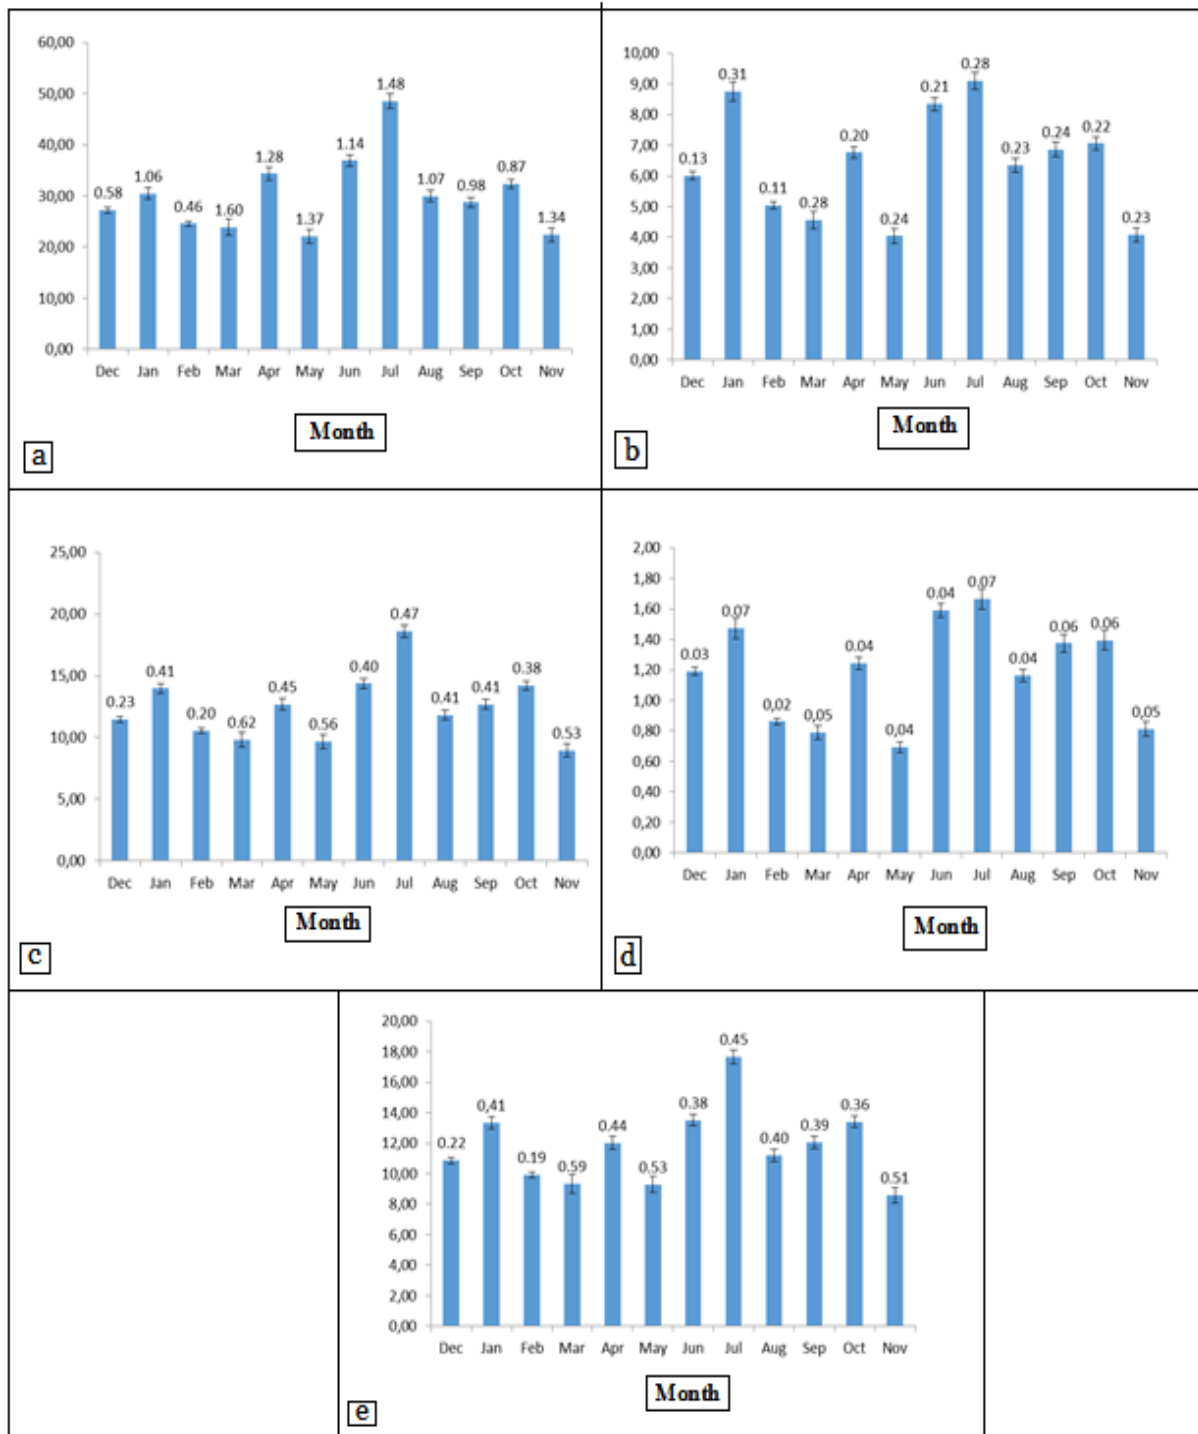 60,00
50,00
40,00
30,00
20,00
10,00
0,00
0.58 1.06 0.46 1.60 1.28 1.37 1.14 1.48 1.07 0.98 0.87 1.34
Dec Jan Feb Mar Apr May Jun Jul Aug Sep Oct Nov
Month
a
10,00
9,00
8,00
7,00
6,00
5,00
4,00
3,00
2,00
1,00
0,00
0.13 0.31 0.11 0.28 0.20 0.24 0.21 0.28 0.23 0.24 0.22 0.23
Dec Jan Feb Mar Apr May Jun Jul Aug Sep Oct Nov
Month
b
25,00
20,00
15,00
10,00
5,00
0,00
0.23 0.41 0.20 0.62 0.45 0.56 0.40 0.47 0.41 0.41 0.38 0.53
Dec Jan Feb Mar Apr May Jun Jul Aug Sep Oct Nov
Month
c
2,00
1,80
1,60
1,40
1,20
1,00
0,80
0,60
0,40
0,20
0,00
0.03 0.07 0,02 0.05 0.04 0,04 0.04 0.07 0.04 0.06 0.06 0.05
Dec Jan Feb Mar Apr May Jun Jul Aug Sep Oct Nov
Month
d
20,00
18,00
16,00
14,00
12,00
10,00
8,00
6,00
4,00
2,00
0,00
0.22 0,41 0.19 0.59 0.44 0.53 0.38 0.45 0.40 0.39 0.36 0.51
Dec Jan Feb Mar Apr May Jun Jul Aug Sep Oct Nov
Month
e